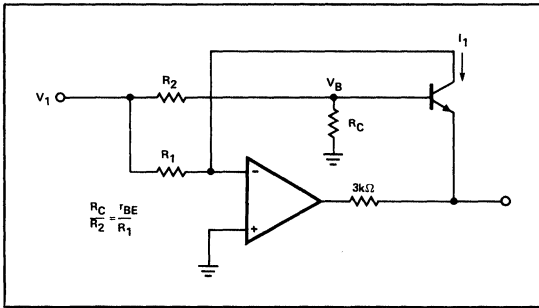 I1
R2
VB
V1
RC
R1
−
3kΩ
RC/R2 = rBE/R1
+